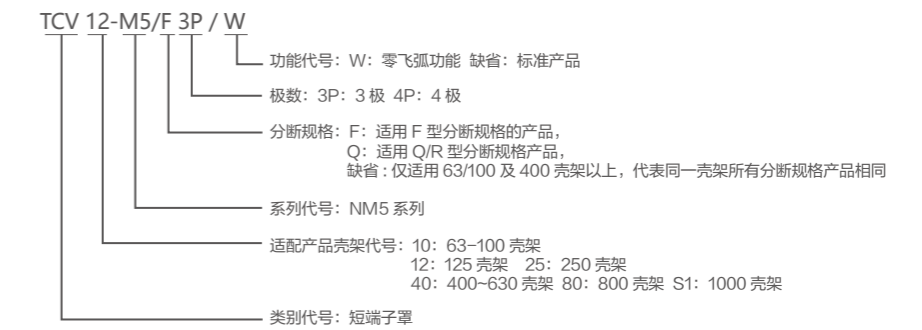 TCV 12-M5/F 3P / W
功能代号：W：零飞弧功能 缺省：标准产品
极数：3P：3 极 4P：4 极
分断规格：F：适用 F 型分断规格的产品，
Q：适用 Q/R 型分断规格产品，
缺省：仅适用 63/100 及 400 壳架以上，代表同一壳架所有分断规格产品相同
系列代号：NM5 系列
适配产品壳架代号：10：63-100 壳架
12：125 壳架 25：250 壳架
40：400~630 壳架 80：800 壳架 S1：1000 壳架
类别代号：短端子罩